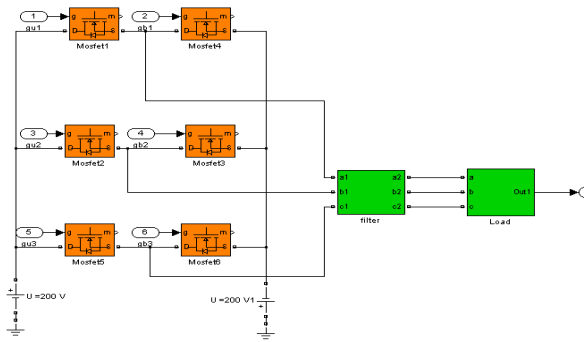 1 2
g m g m
gu1 D S gb1 D S
Mosfet1 Mosfet4
3 4
g m g m
gu2 D S gb2 D S
Mosfet2 Mosfet3
a1 a2 a
b1 b2 b Out1
c1 c2 c
filter Load
5 6
g m g m
gu3 D S gb3 D S
Mosfet5 Mosfet6
+ U =200 V
U =200 V1 +